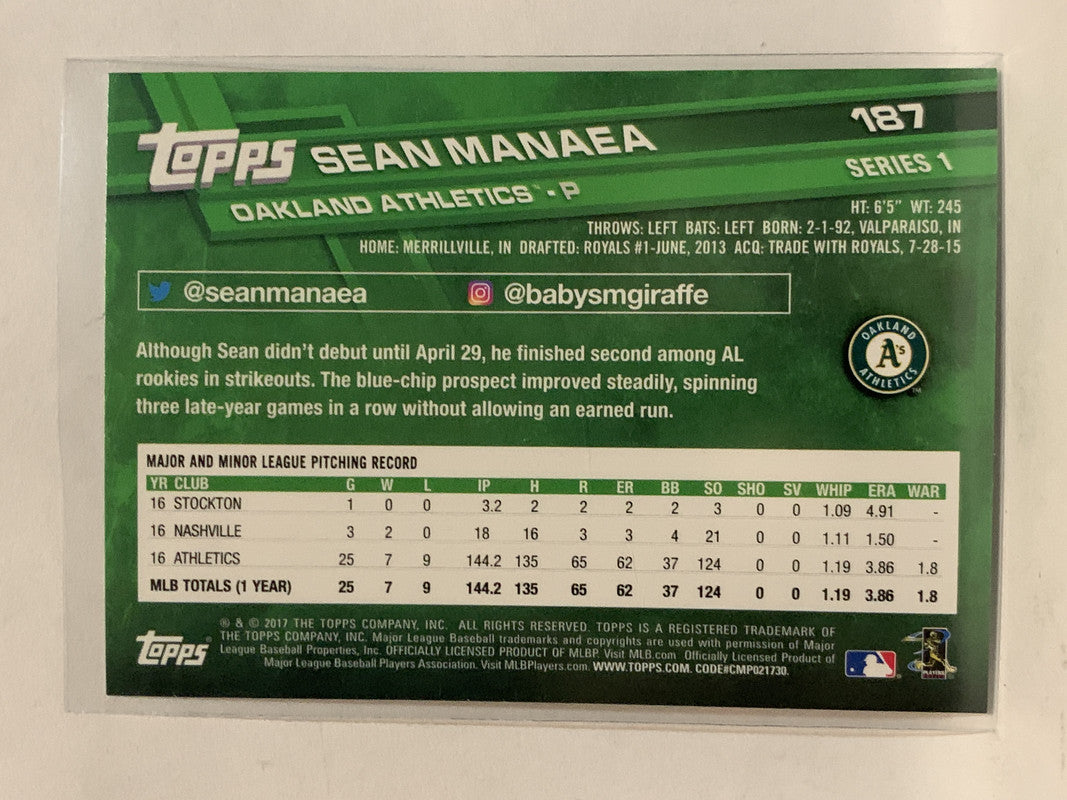 187
TOPPS SEAN MANAEA
SERIES 1
OAKLAND ATHLETICS™ - P
HT: 6'5" WT: 245
THROWS: LEFT BATS: LEFT BORN: 2-1-92, VALPARAISO, IN
HOME: MERRILLVILLE, IN DRAFTED: ROYALS #1-JUNE, 2013 ACQ: TRADE WITH ROYALS, 7-28-15
@seanmanaea @babysmgiraffe
OAKLAND A's ATHLETICS ™
Although Sean didn't debut until April 29, he finished second among AL
rookies in strikeouts. The blue-chip prospect improved steadily, spinning
three late-year games in a row without allowing an earned run.
MAJOR AND MINOR LEAGUE PITCHING RECORD
YR CLUB G W L IP H R ER BB SO SHO SV WHIP ERA WAR
16 STOCKTON 1 0 0 3.2 2 2 2 2 3 0 0 1.09 4.91 -
16 NASHVILLE 3 2 0 18 16 3 3 4 21 0 0 1.11 1.50 -
16 ATHLETICS 25 7 9 144.2 135 65 62 37 124 0 0 1.19 3.86 1.8
MLB TOTALS (1 YEAR) 25 7 9 144.2 135 65 62 37 124 0 0 1.19 3.86 1.8
® & © 2017 THE TOPPS COMPANY, INC. ALL RIGHTS RESERVED. TOPPS IS A REGISTERED TRADEMARK OF
THE TOPPS COMPANY, INC. Major League Baseball trademarks and copyrights are used with permission of Major
League Baseball Properties, Inc. OFFICIALLY LICENSED PRODUCT OF MLBP. Visit MLB.com. Officially Licensed Product of
Major League Baseball Players Association. Visit MLBPlayers.com. WWW.TOPPS.COM. CODE#CMP021730.
TOPPS®
PLAYERS